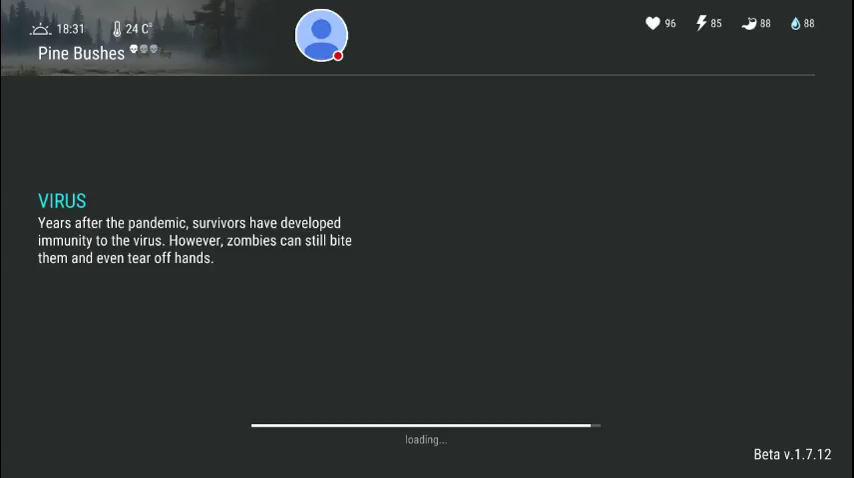 18:31 24 C° 96 85 88 88
Pine Bushes
VIRUS
Years after the pandemic, survivors have developed
immunity to the virus. However, zombies can still bite
them and even tear off hands.
loading...
Beta v.1.7.12